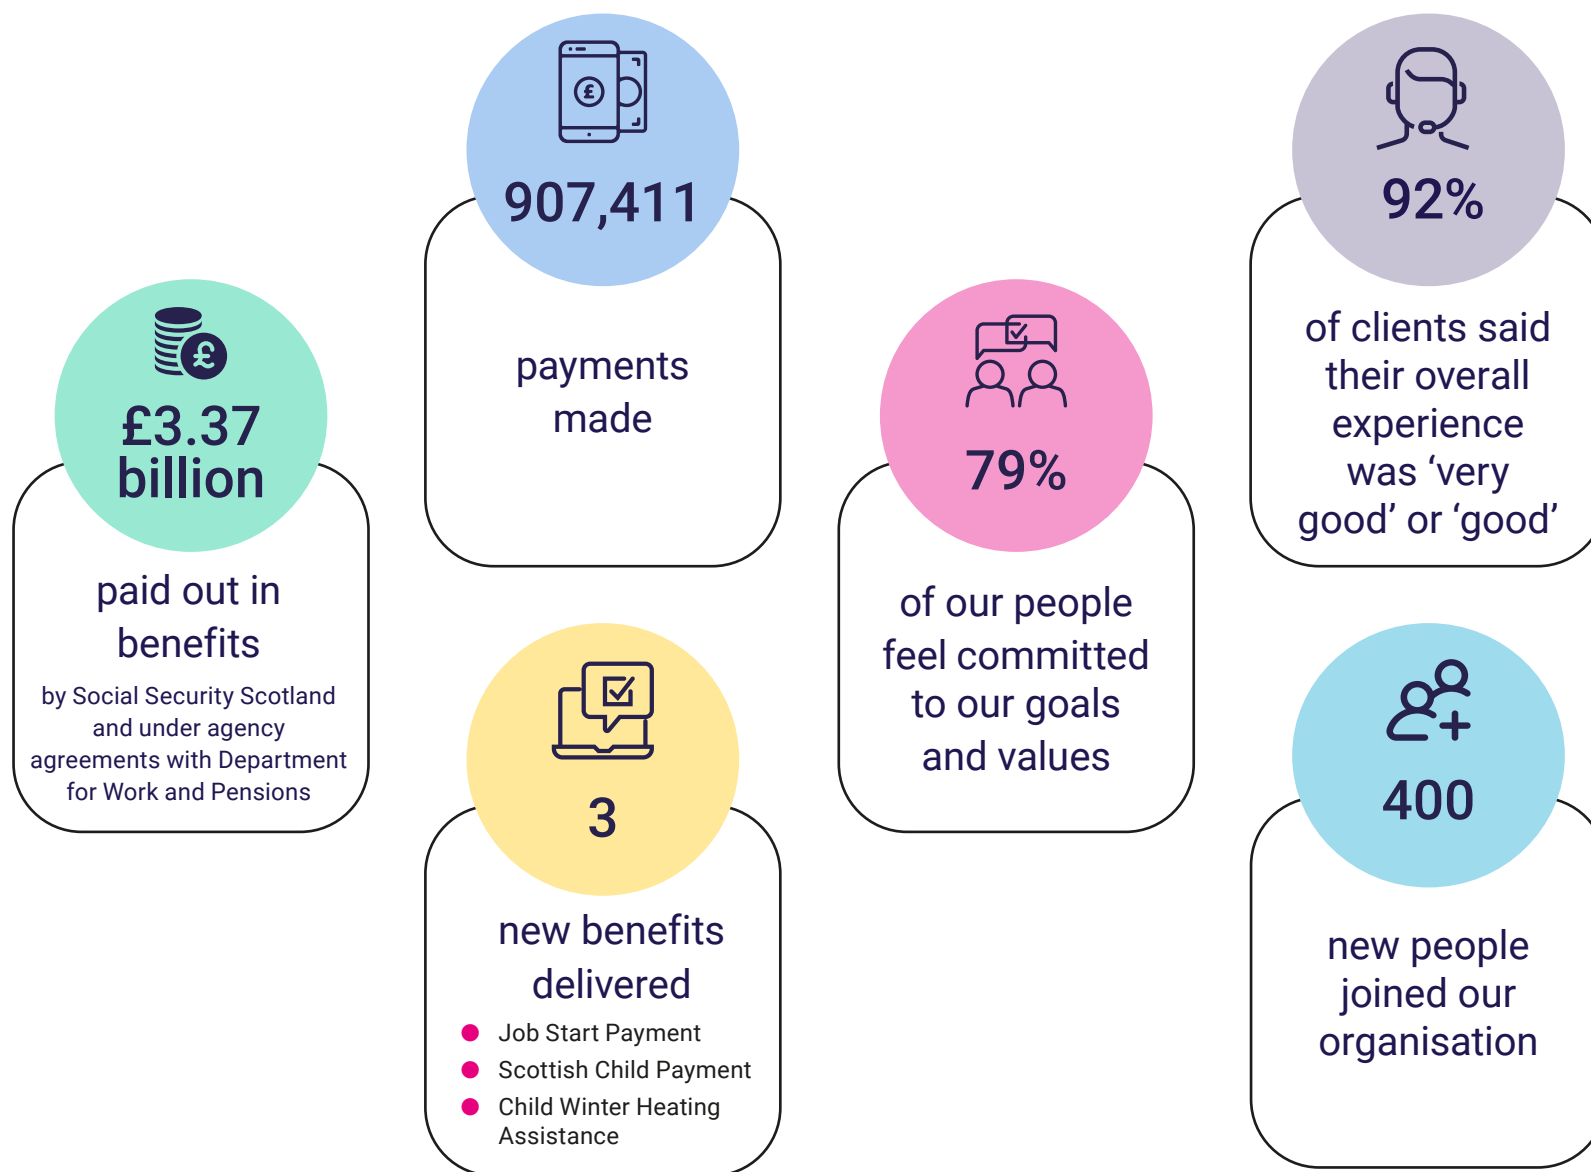 £3.37
billion
paid out in
benefits
by Social Security Scotland
and under agency
agreements with Department
for Work and Pensions
907,411
payments
made
3
new benefits
delivered
Job Start Payment
Scottish Child Payment
Child Winter Heating
Assistance
79%
of our people
feel committed
to our goals
and values
92%
of clients said
their overall
experience
was ‘very
good’ or ‘good’
400
new people
joined our
organisation